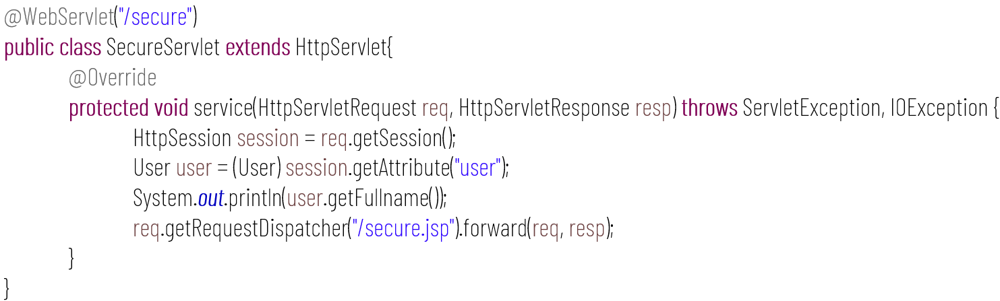 @WebServlet("/secure")
public class SecureServlet extends HttpServlet{
@Override
protected void service(HttpServletRequest req, HttpServletResponse resp) throws ServletException, IOException {
HttpSession session = req.getSession();
User user = (User) session.getAttribute("user");
System.out.println(user.getFullname());
req.getRequestDispatcher("/secure.jsp").forward(req, resp);
}
}